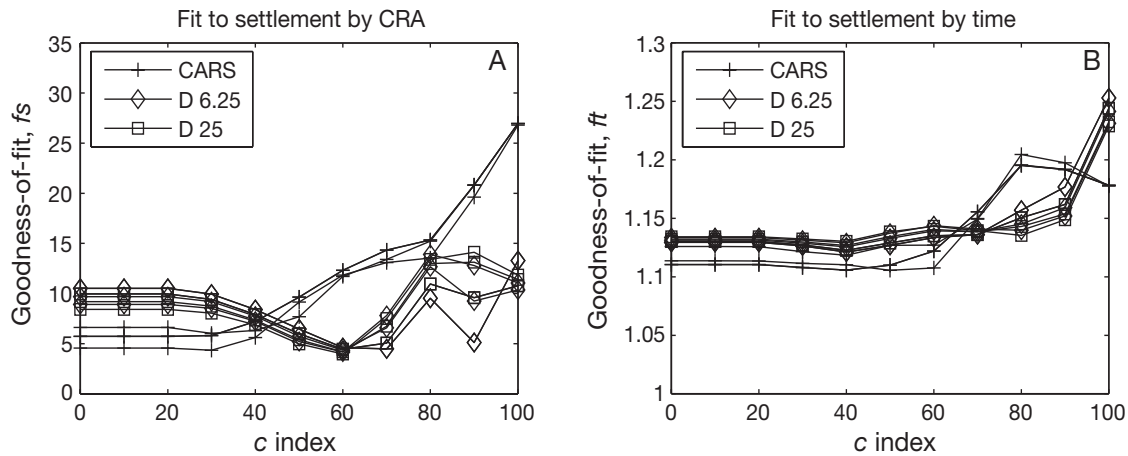 Fit to settlement by CRA
35
30
25
20
15
10
5
0
Goodness-of-fit, fs
CARS
D 6.25
D 25
A
0 20 40 60 80 100
c index
Fit to settlement by time
1.3
1.25
1.2
1.15
1.1
1.05
1
Goodness-of-fit, ft
CARS
D 6.25
D 25
B
0 20 40 60 80 100
c index